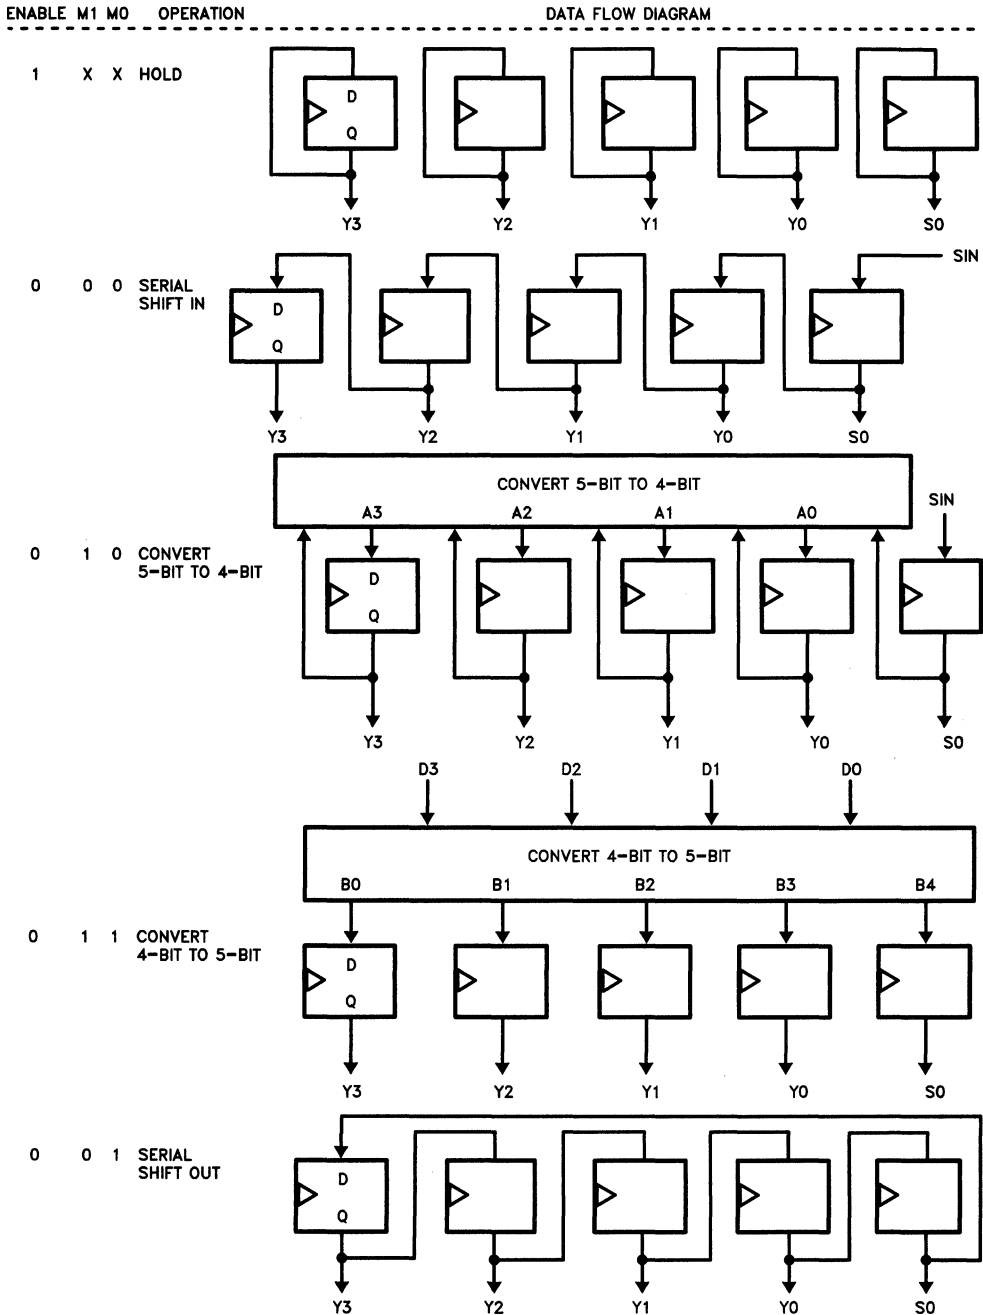 ENABLE M1 M0 OPERATION DATA FLOW DIAGRAM
1 X X HOLD
D
Q
Y3 Y2 Y1 Y0 S0
SIN
0 0 0 SERIAL
SHIFT IN
D
Q
Y3 Y2 Y1 Y0 S0
CONVERT 5-BIT TO 4-BIT
SIN
A3 A2 A1 A0
0 1 0 CONVERT
5-BIT TO 4-BIT
D
Q
Y3 Y2 Y1 Y0 S0
D3 D2 D1 D0
CONVERT 4-BIT TO 5-BIT
B0 B1 B2 B3 B4
0 1 1 CONVERT
4-BIT TO 5-BIT
D
Q
Y3 Y2 Y1 Y0 S0
0 0 1 SERIAL
SHIFT OUT
D
Q
Y3 Y2 Y1 Y0 S0